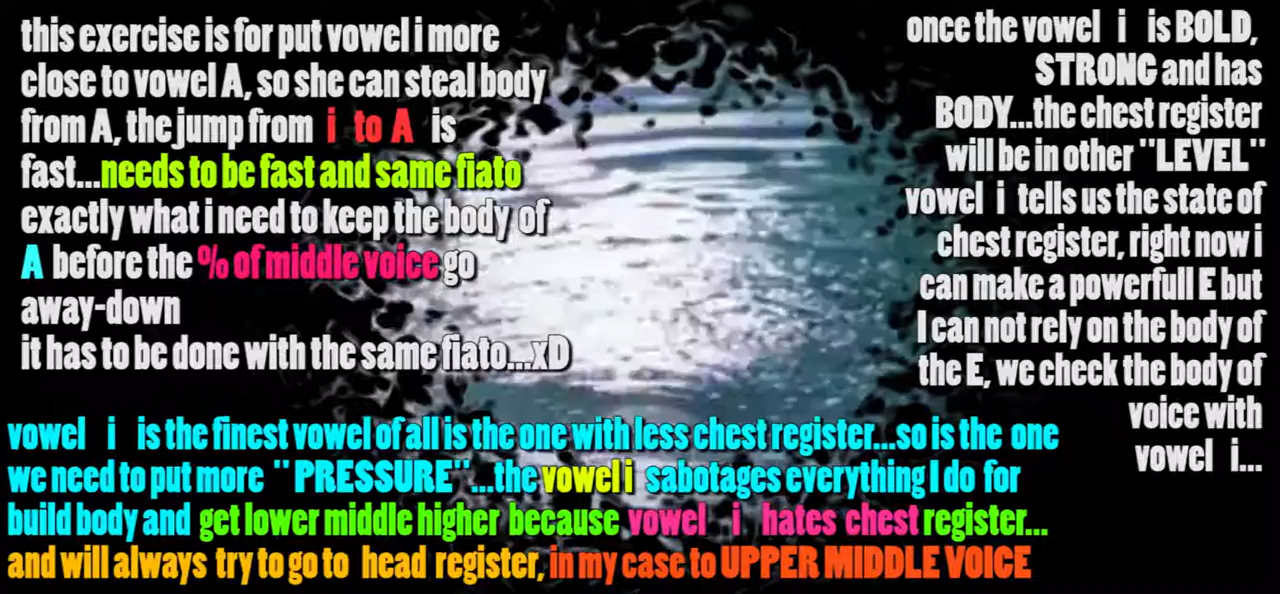 this exercise is for put vowel i more
close to vowel A, so she can steal body
from A, the jump from i to A is
fast...needs to be fast and same fiato
exactly what i need to keep the body of
A before the % of middle voice go
away-down
it has to be done with the same fiato...xD
once the vowel i is BOLD,
STRONG and has
BODY...the chest register
will be in other "LEVEL"
vowel i tells us the state of
chest register, right now i
can make a powerfull E but
I can not rely on the body of
the E, we check the body of
voice with
vowel i...
vowel i is the finest vowel of all is the one with less chest register...so is the one
we need to put more "PRESSURE"...the vowel i sabotages everything I do for
build body and get lower middle higher because vowel i hates chest register...
and will always try to go to head register, in my case to UPPER MIDDLE VOICE